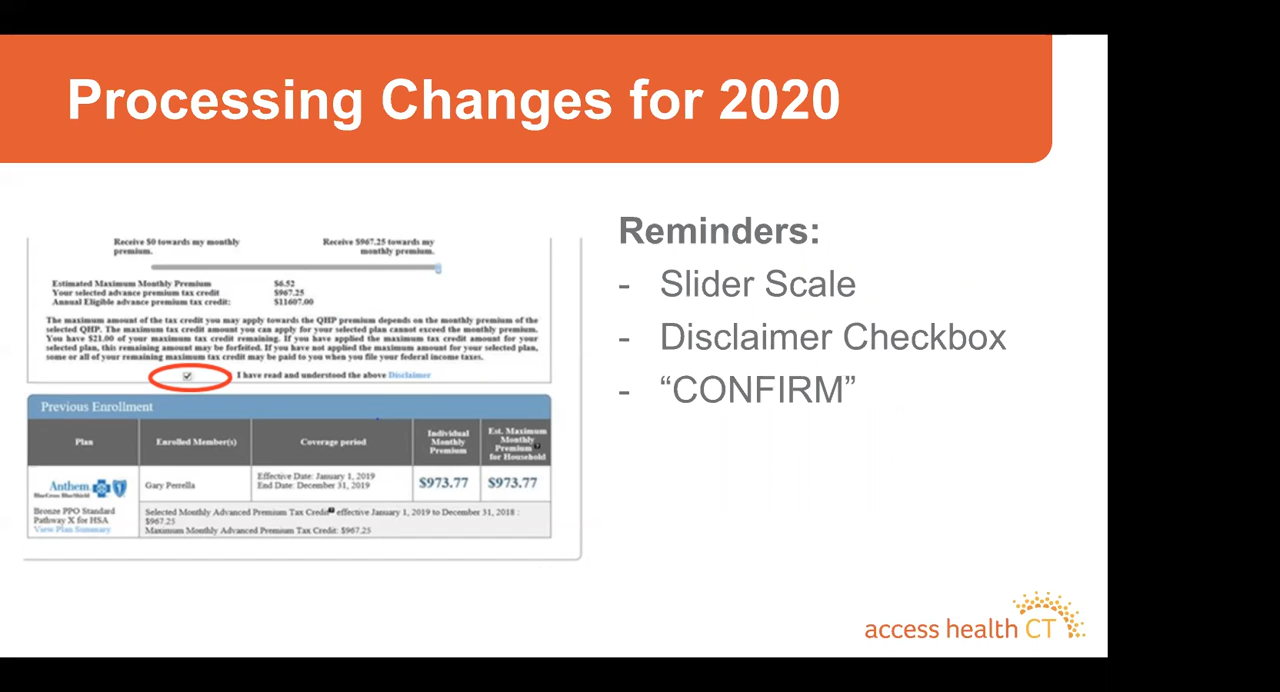 Processing Changes for 2020
Receive $0 towards my monthly
premium.
Receive $967.25 towards my
monthly premium.
Estimated Maximum Monthly Premium $6.52
Your selected advance premium tax credit $967.25
Annual Eligible advance premium tax credit: $11607.00
The maximum amount of the tax credit you may apply towards the QHP premium depends on the monthly premium of the
selected QHP. The maximum tax credit amount you can apply for your selected plan cannot exceed the monthly premium.
You have $21.00 of your maximum tax credit remaining. If you have applied the maximum tax credit amount for your
selected plan, this remaining amount may be forfeited. If you have not applied the maximum amount for your selected plan,
some or all of your remaining maximum tax credit may be paid to you when you file your federal income taxes.
I have read and understood the above Disclaimer
Previous Enrollment
Plan
Enrolled Member(s)
Coverage period
Individual
Monthly
Premium
Est. Maximum
Monthly
Premium
for Household
Anthem
BlueCross BlueShield
Gary Perrella
Effective Date: January 1, 2019
End Date: December 31, 2019
$973.77
$973.77
Bronze PPO Standard
Pathway X for HSA
View Plan Summary
Selected Monthly Advanced Premium Tax Credit effective January 1, 2019 to December 31, 2018 :
$967.25
Maximum Monthly Advanced Premium Tax Credit: $967.25
Reminders:
- Slider Scale
- Disclaimer Checkbox
- “CONFIRM”
access health CT